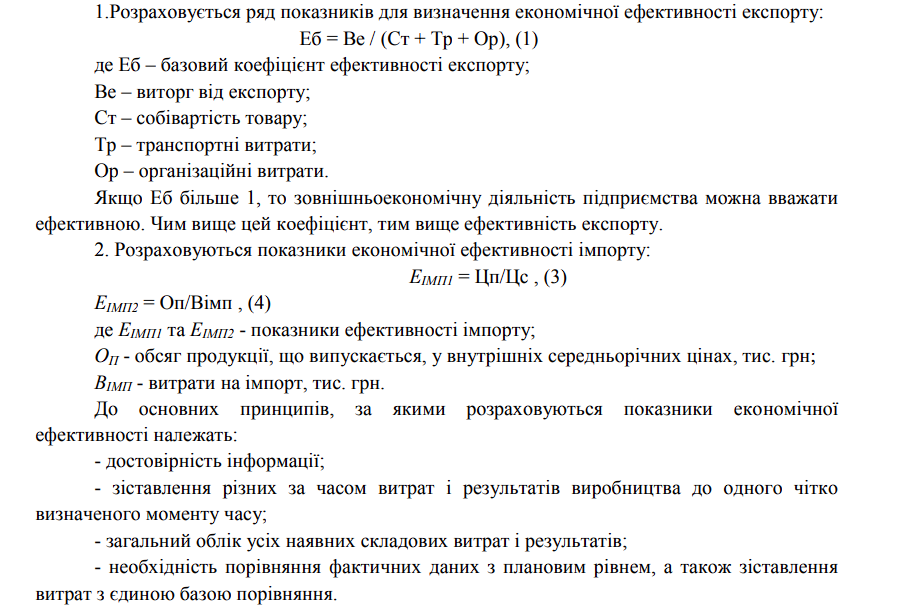 1.Розраховується ряд показників для визначення економічної ефективності експорту:
Еб = Ве / (Ст + Тр + Ор), (1)
де Еб – базовий коефіцієнт ефективності експорту;
Ве – виторг від експорту;
Ст – собівартість товару;
Тр – транспортні витрати;
Ор – організаційні витрати.
Якщо Еб більше 1, то зовнішньоекономічну діяльність підприємства можна вважати
ефективною. Чим вище цей коефіцієнт, тим вище ефективність експорту.
2. Розраховуються показники економічної ефективності імпорту:
ЕІМП1 = Цп/Цс , (3)
ЕІМП2 = Оп/Вімп , (4)
де ЕІМП1 та ЕІМП2 - показники ефективності імпорту;
ОП - обсяг продукції, що випускається, у внутрішніх середньорічних цінах, тис. грн;
ВІМП - витрати на імпорт, тис. грн.
До основних принципів, за якими розраховуються показники економічної
ефективності належать:
- достовірність інформації;
- зіставлення різних за часом витрат і результатів виробництва до одного чітко
визначеного моменту часу;
- загальний облік усіх наявних складових витрат і результатів;
- необхідність порівняння фактичних даних з плановим рівнем, а також зіставлення
витрат з єдиною базою порівняння.